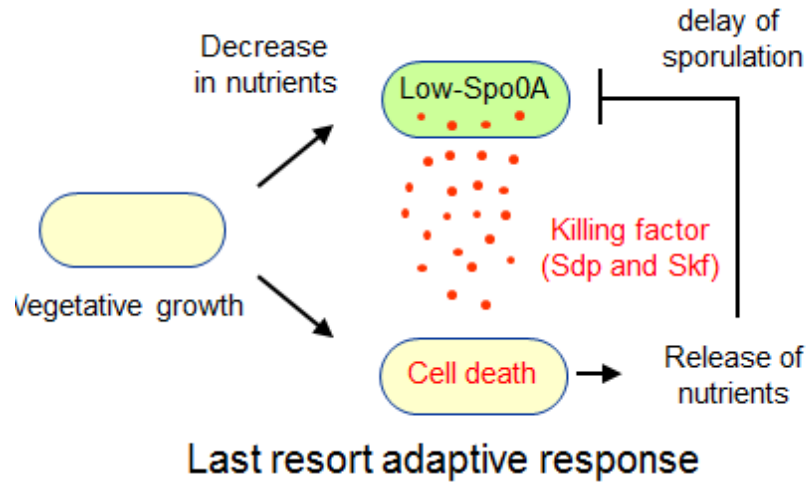 Decrease
in nutrients
Low-Spo0A
delay of
sporulation
Killing factor
(Sdp and Skf)
Vegetative growth
Cell death
Release of
nutrients
Last resort adaptive response